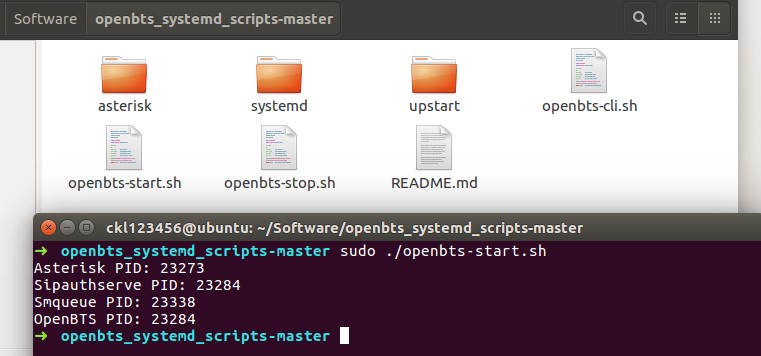 Software openbts_systemd_scripts-master
asterisk systemd upstart openbts-cli.sh
openbts-start.sh openbts-stop.sh README.md
ckl123456@ubuntu: ~/Software/openbts_systemd_scripts-master
➜ openbts_systemd_scripts-master sudo ./openbts-start.sh
Asterisk PID: 23273
Sipauthserve PID: 23284
Smqueue PID: 23338
OpenBTS PID: 23284
➜ openbts_systemd_scripts-master